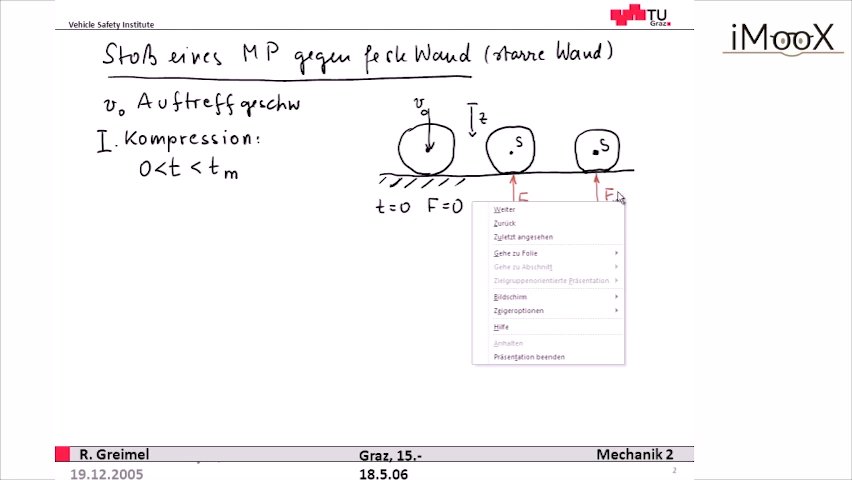 Vehicle Safety Institute
TU
Graz
iMooX
Stoß eines MP gegen feste Wand (starre Wand)
v₀ Auftreffgeschw
v₀
z
I. Kompression:
S
S
0<t<tm
F
F
t=0 F=0
Weiter
Zurück
Zuletzt angesehen
Gehe zu Folie
Gehe zu Abschnitt
Zielgruppenorientierte Präsentation
Bildschirm
Zeigeroptionen
Hilfe
Anhalten
Präsentation beenden
R. Greimel
Graz, 15.-
Mechanik 2
19.12.2005
18.5.06
2